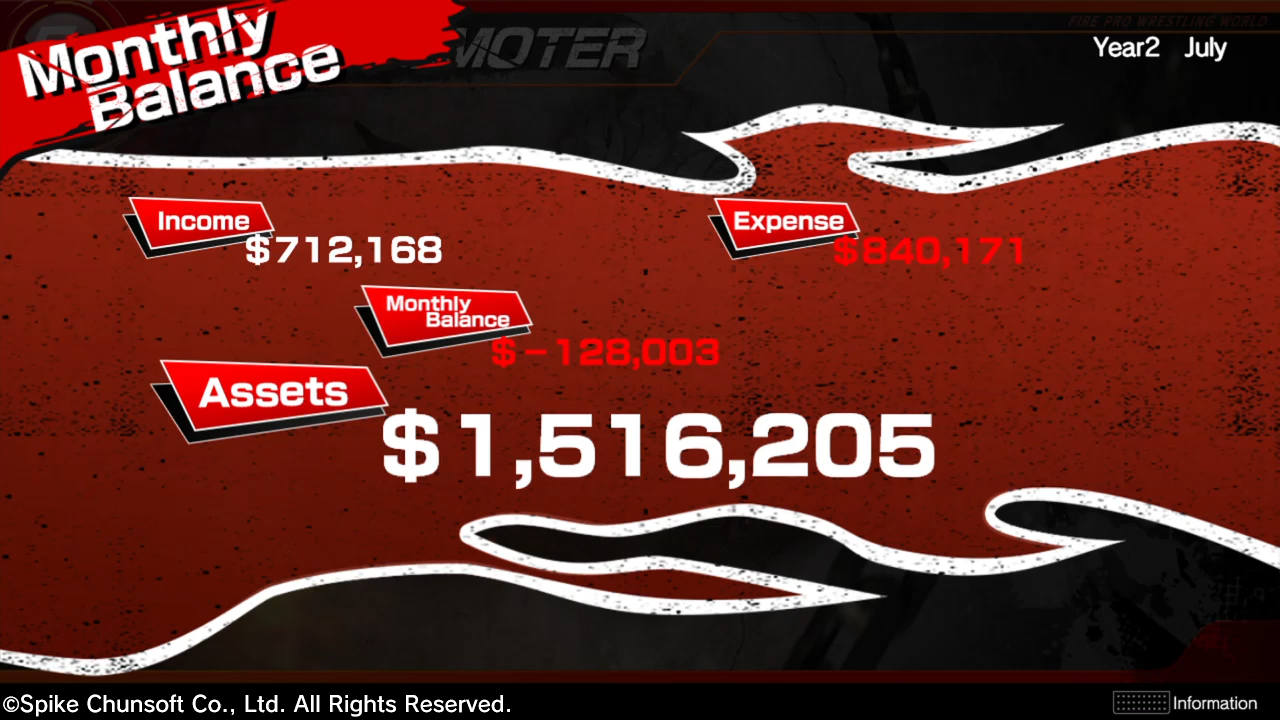 Monthly
Balance
MOTER
FIRE PRO WRESTLING WORLD
Year2 July
Income
$712,168
Expense
$840,171
Monthly
Balance
$-128,003
Assets
$1,516,205
©Spike Chunsoft Co., Ltd. All Rights Reserved.
Information